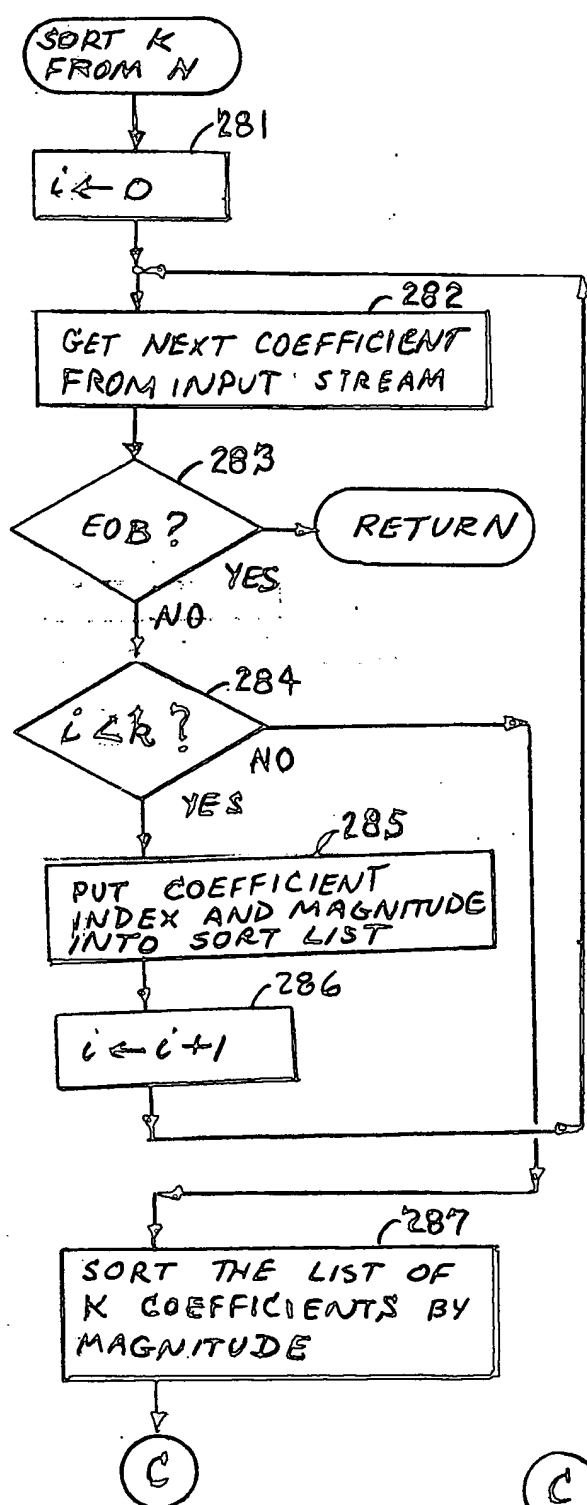 SORT K
FROM N
281
i ← 0
282
GET NEXT COEFFICIENT
FROM INPUT STREAM
283
EOB?
RETURN
YES
NO
284
i < k?
NO
YES
285
PUT COEFFICIENT
INDEX AND MAGNITUDE
INTO SORT LIST
286
i ← i + 1
287
SORT THE LIST OF
K COEFFICIENTS BY
MAGNITUDE
C
C